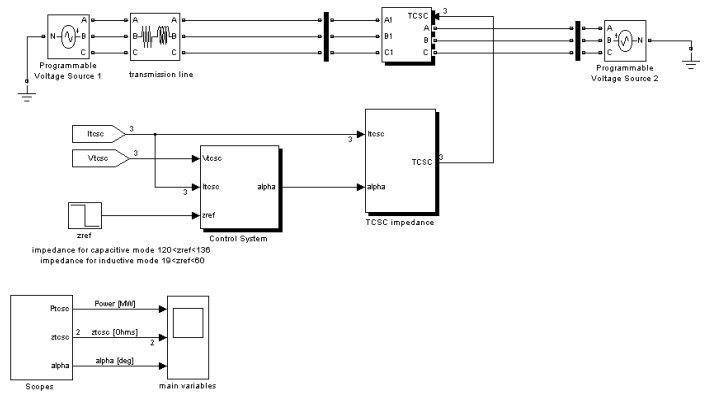 N
A
B
C
Programmable
Voltage Source 1
A
B
C
A
B
C
transmission line
A1
B1
C1
TCSC
A
B
C
3
A
B
C
N
Programmable
Voltage Source 2
Itcsc
3
Vtcsc
3
3
Vtcsc
Itcsc
zref
alpha
Control System
3
Itcsc
alpha
TCSC
3
TCSC impedance
zref
impedance for capacitive mode 120<zref<136
impedance for inductive mode 19<zref<60
Ptcsc
ztcsc
alpha
Scopes
Power [MW]
2
ztcsc [Ohms]
2
alpha [deg]
main variables